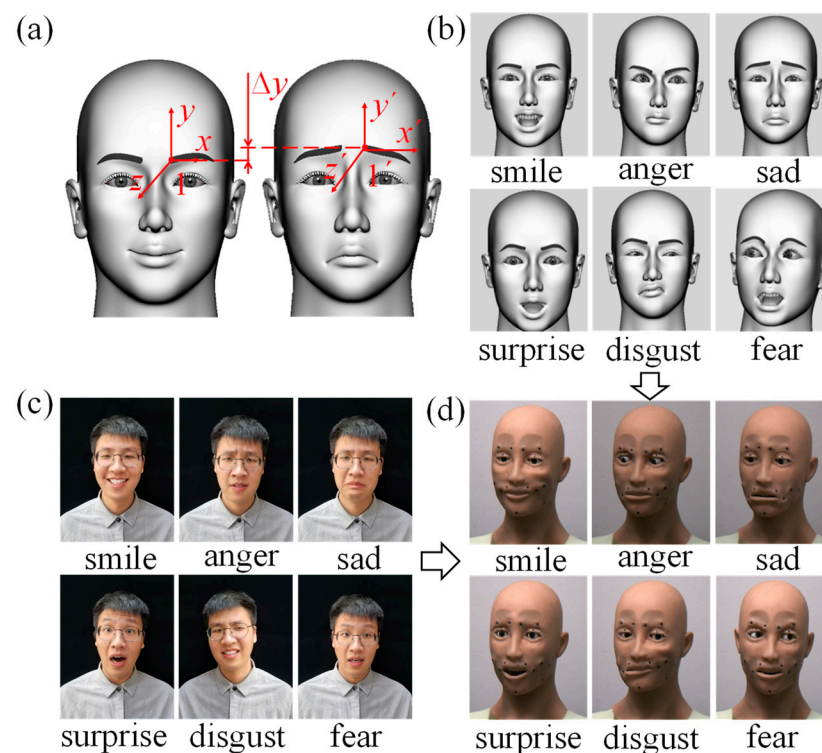 (a)
Δy
y
x
z
1
y′
x′
z′
1′
(b)
smile anger sad
surprise disgust fear
(c)
smile anger sad
surprise disgust fear
(d)
smile anger sad
surprise disgust fear